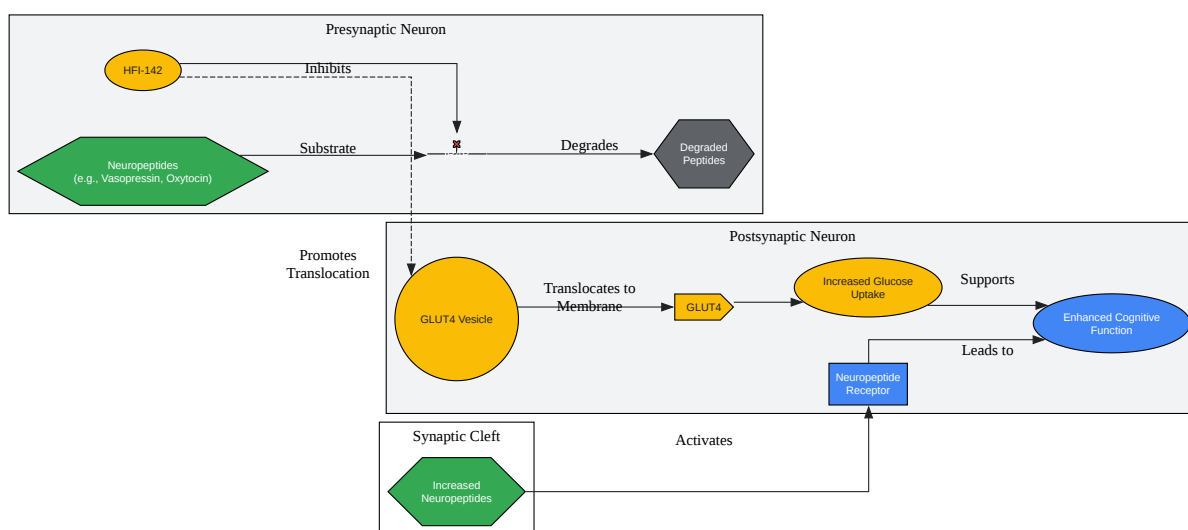 Presynaptic Neuron
HFI-142
Inhibits
Neuropeptides
(e.g., Vasopressin, Oxytocin)
Substrate
Degrades
Degraded
Peptides
Promotes
Translocation
Postsynaptic Neuron
GLUT4 Vesicle
Translocates to
Membrane
GLUT4
Increased Glucose
Uptake
Supports
Enhanced Cognitive
Function
Leads to
Neuropeptide
Receptor
Synaptic Cleft
Increased
Neuropeptides
Activates